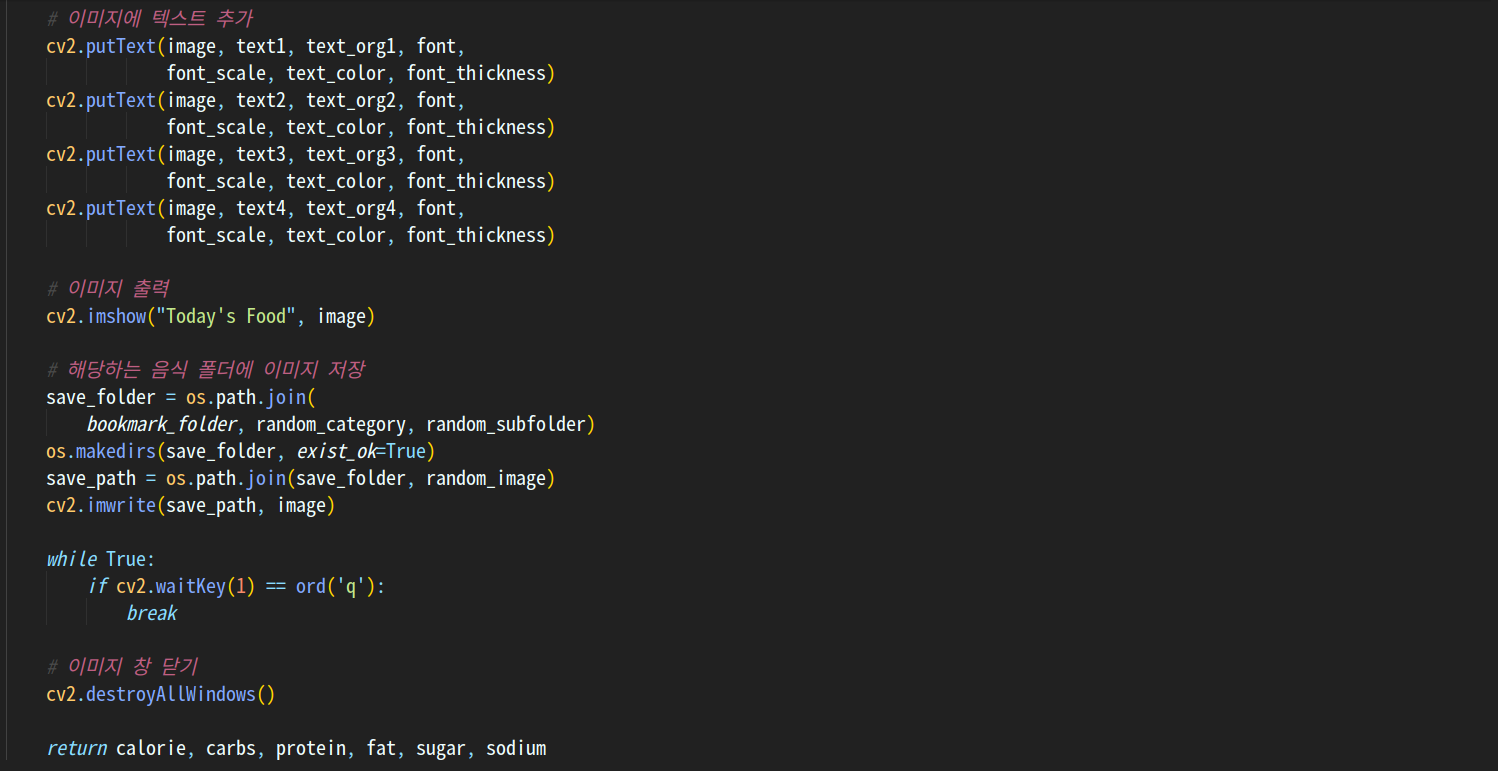 # 이미지에 텍스트 추가
cv2.putText(image, text1, text_org1, font,
font_scale, text_color, font_thickness)
cv2.putText(image, text2, text_org2, font,
font_scale, text_color, font_thickness)
cv2.putText(image, text3, text_org3, font,
font_scale, text_color, font_thickness)
cv2.putText(image, text4, text_org4, font,
font_scale, text_color, font_thickness)
# 이미지 출력
cv2.imshow("Today's Food", image)
# 해당하는 음식 폴더에 이미지 저장
save_folder = os.path.join(
bookmark_folder, random_category, random_subfolder)
os.makedirs(save_folder, exist_ok=True)
save_path = os.path.join(save_folder, random_image)
cv2.imwrite(save_path, image)
while True:
if cv2.waitKey(1) == ord('q'):
break
# 이미지 창 닫기
cv2.destroyAllWindows()
return calorie, carbs, protein, fat, sugar, sodium